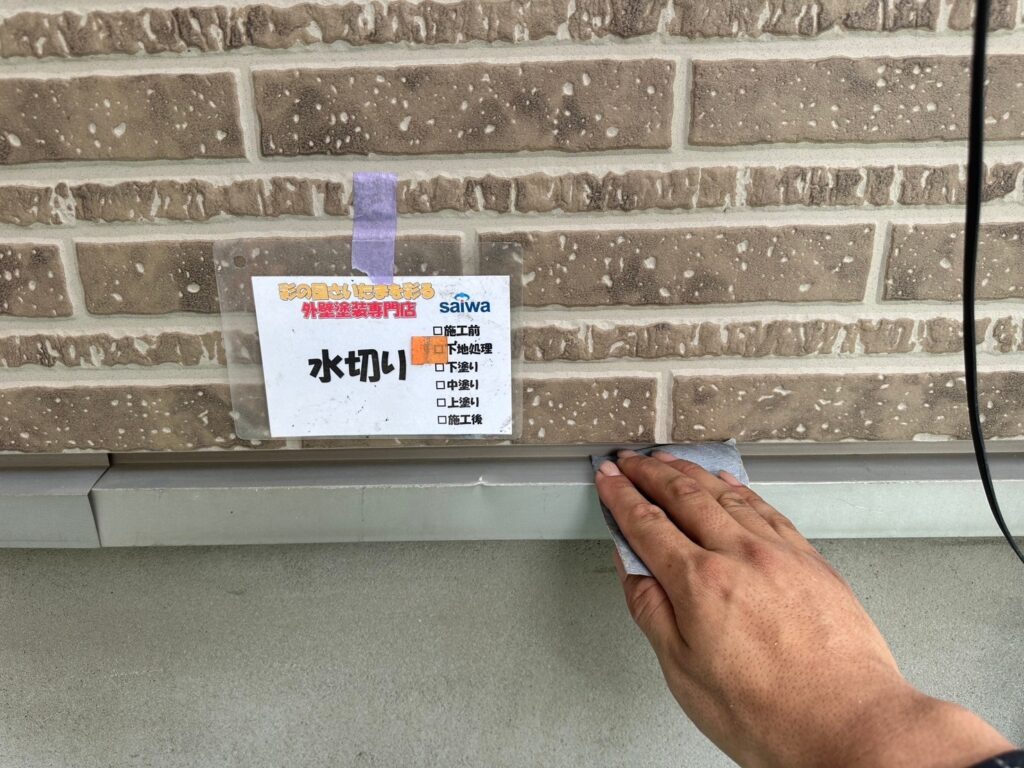 彩の国さいたまを彩る
外壁塗装専門店
saiwa
水切り
□施工前
□下地処理
□下塗り
□中塗り
□上塗り
□施工後